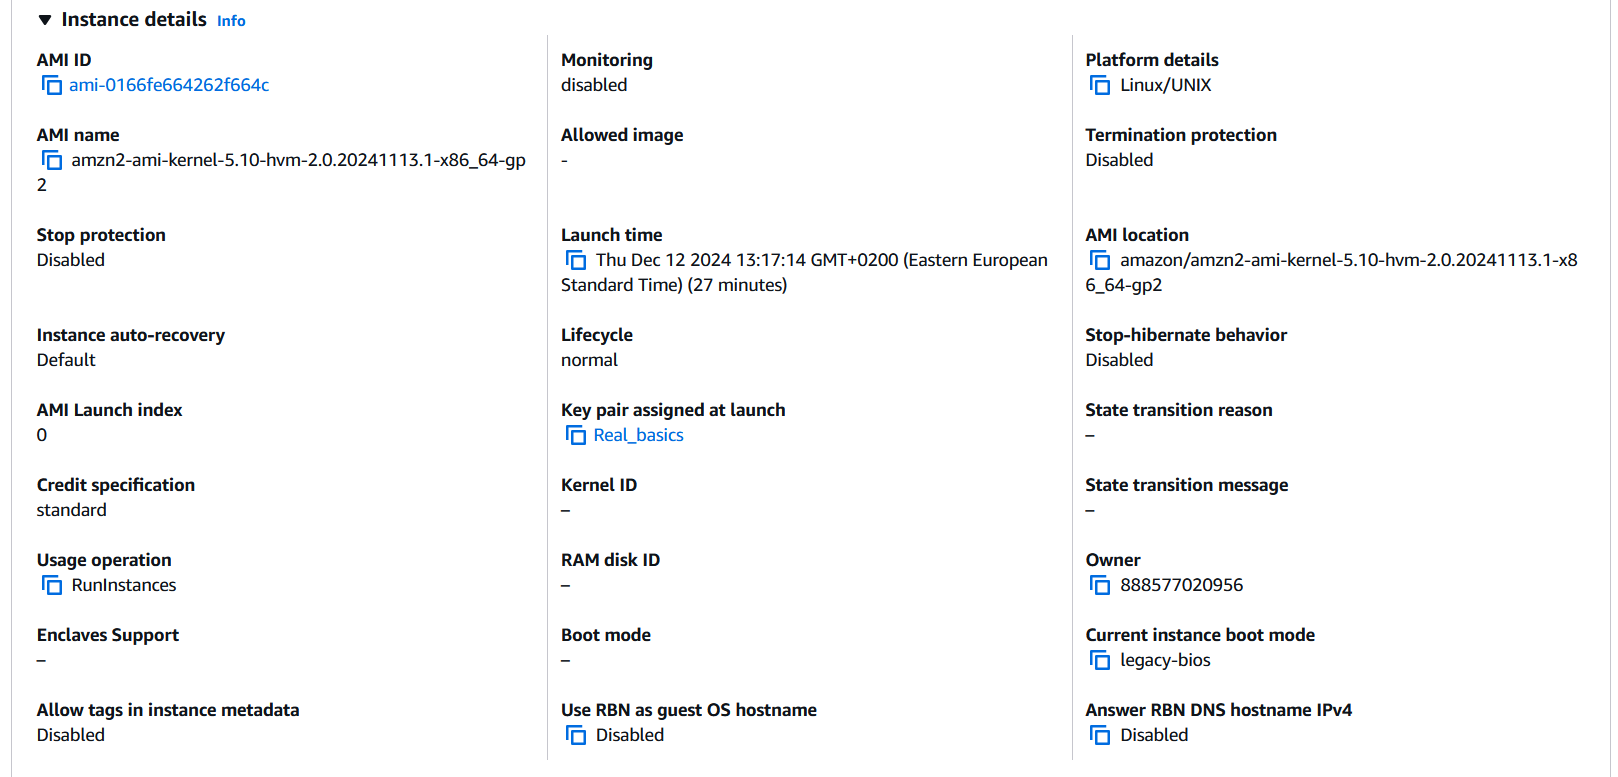 Instance details Info
AMI ID
ami-0166fe664262f664c
Monitoring
disabled
Platform details
Linux/UNIX
AMI name
amzn2-ami-kernel-5.10-hvm-2.0.20241113.1-x86_64-gp
2
Allowed image
-
Termination protection
Disabled
Stop protection
Disabled
Launch time
Thu Dec 12 2024 13:17:14 GMT+0200 (Eastern European
Standard Time) (27 minutes)
AMI location
amazon/amzn2-ami-kernel-5.10-hvm-2.0.20241113.1-x8
6_64-gp2
Instance auto-recovery
Default
Lifecycle
normal
Stop-hibernate behavior
Disabled
AMI Launch index
0
Key pair assigned at launch
Real_basics
State transition reason
–
Credit specification
standard
Kernel ID
–
State transition message
–
Usage operation
RunInstances
RAM disk ID
–
Owner
888577020956
Enclaves Support
–
Boot mode
–
Current instance boot mode
legacy-bios
Allow tags in instance metadata
Disabled
Use RBN as guest OS hostname
Disabled
Answer RBN DNS hostname IPv4
Disabled